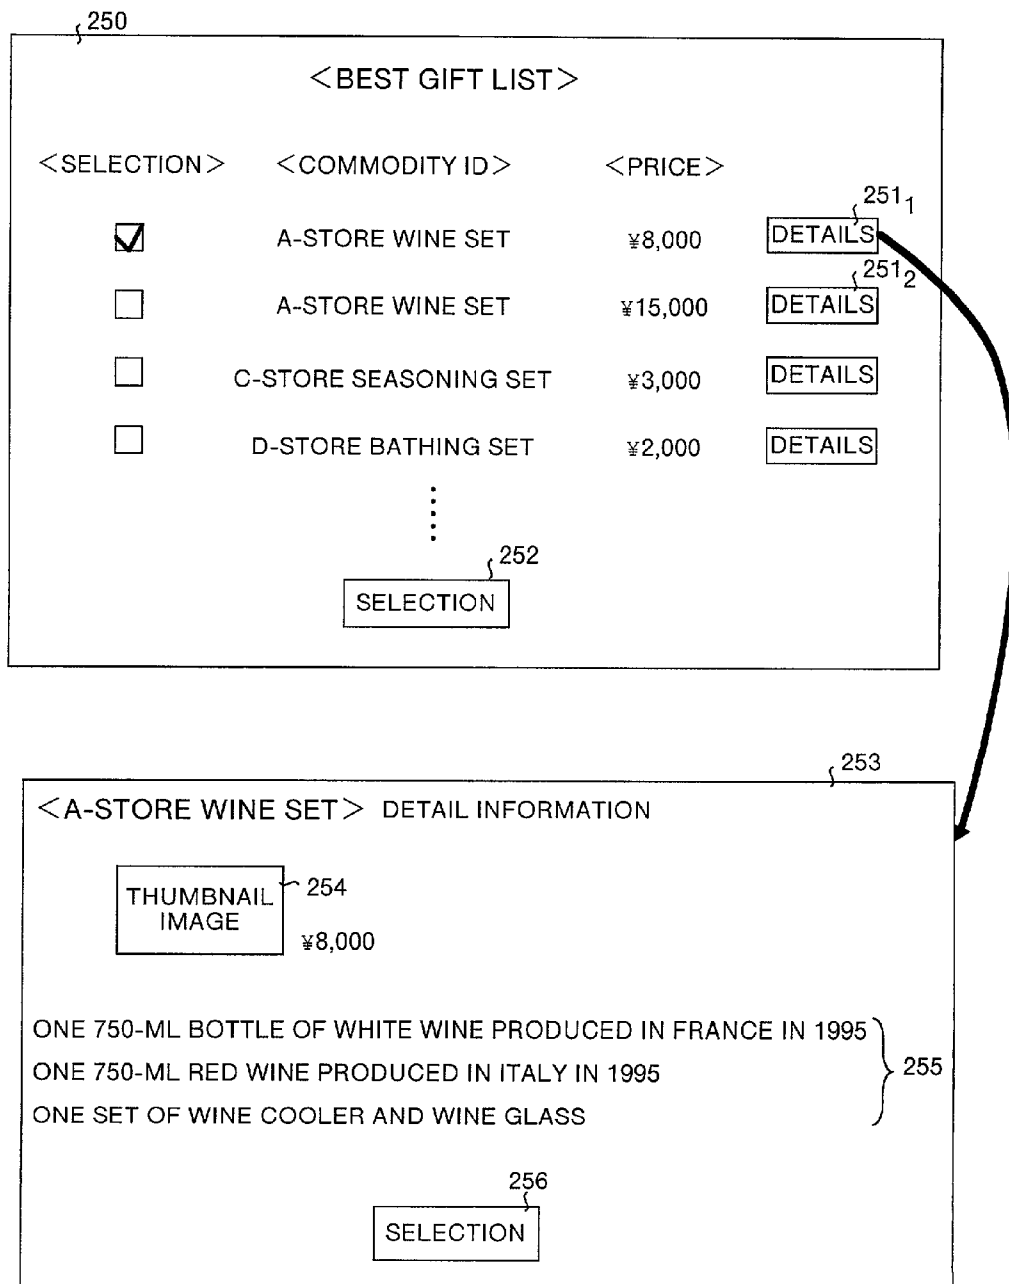 250
<BEST GIFT LIST>
<SELECTION> <COMMODITY ID> <PRICE>
251₁
A-STORE WINE SET ¥8,000 DETAILS
251₂
A-STORE WINE SET ¥15,000 DETAILS
C-STORE SEASONING SET ¥3,000 DETAILS
D-STORE BATHING SET ¥2,000 DETAILS
252
SELECTION
253
<A-STORE WINE SET> DETAIL INFORMATION
THUMBNAIL IMAGE 254
¥8,000
ONE 750-ML BOTTLE OF WHITE WINE PRODUCED IN FRANCE IN 1995
ONE 750-ML RED WINE PRODUCED IN ITALY IN 1995
255
ONE SET OF WINE COOLER AND WINE GLASS
256
SELECTION